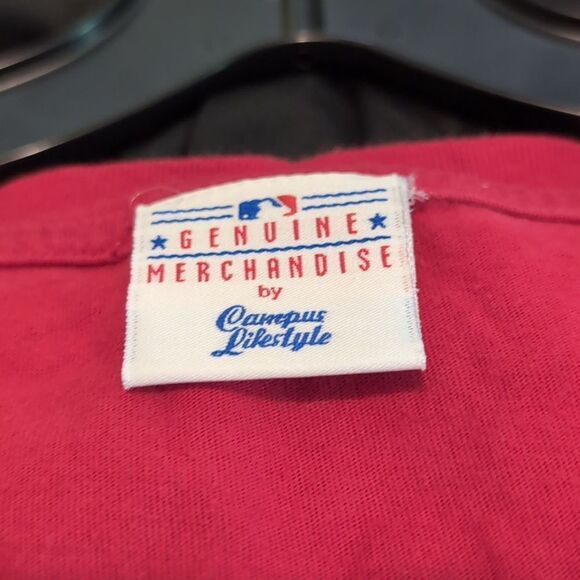 GENUINE
MERCHANDISE
by
Campus
Lifestyle